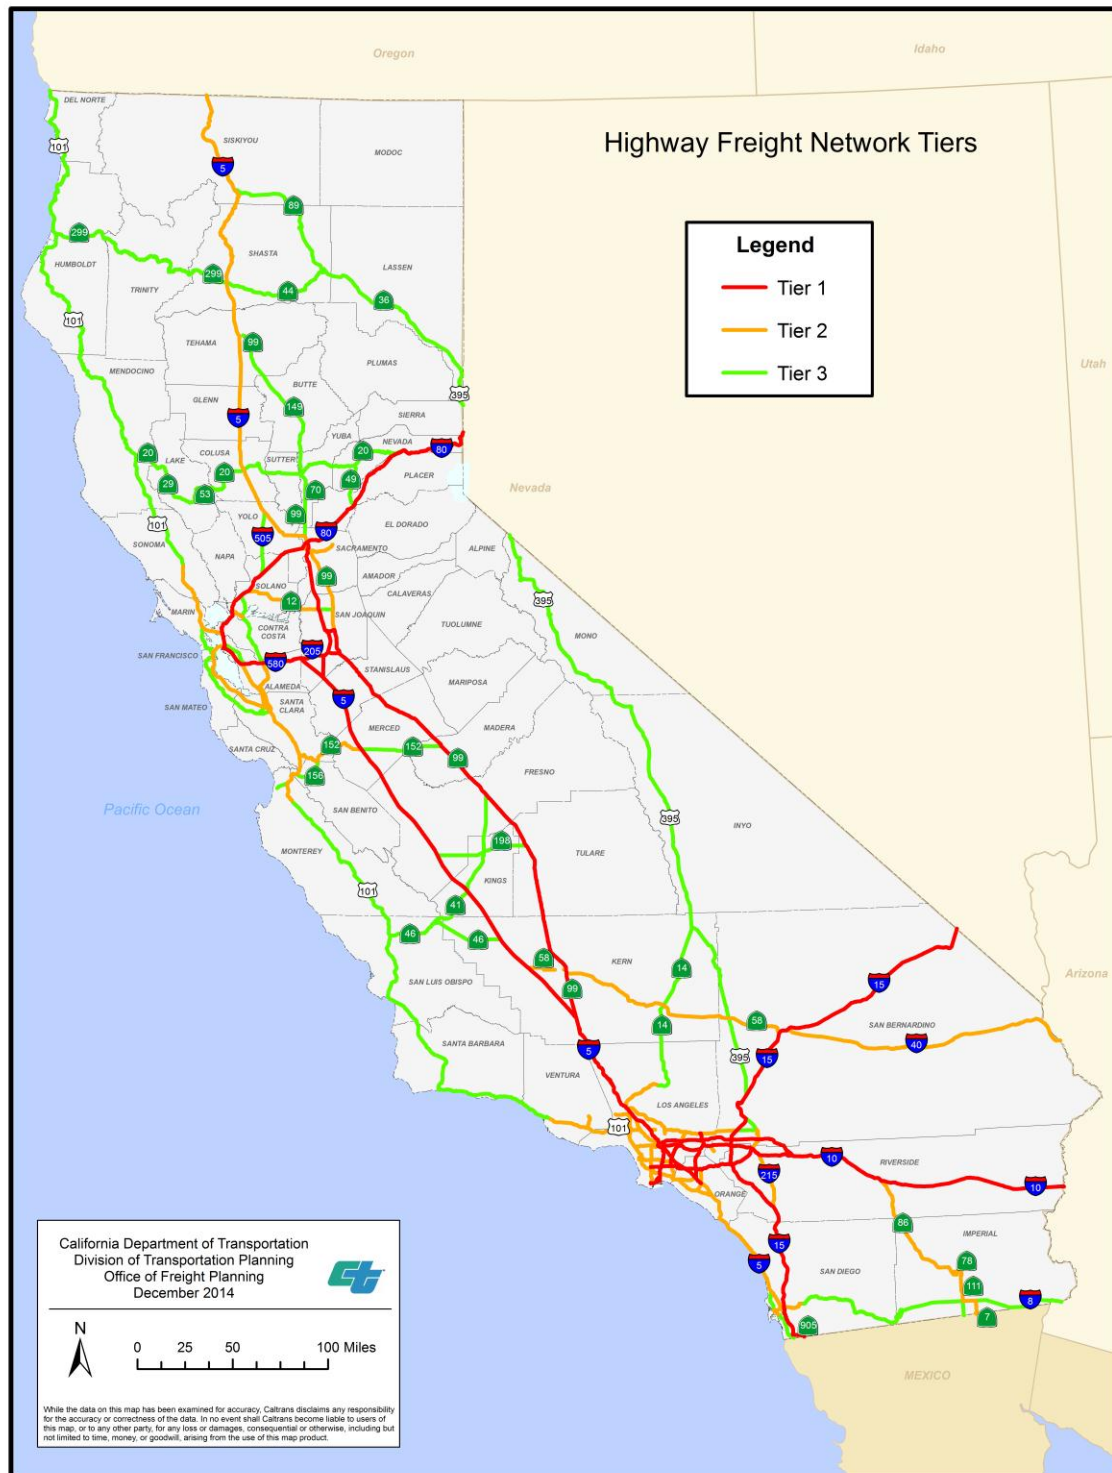 Oregon
Idaho
DEL NORTE
101
SISKIYOU
MODOC
Highway Freight Network Tiers
5
89
299
Legend
HUMBOLDT
SHASTA
LASSEN
299
TRINITY
44
36
Tier 1
101
Tier 2
TEHAMA
99
PLUMAS
Utah
MENDOCINO
Tier 3
BUTTE
395
GLENN
149
5
SIERRA
YUBA
NEVADA
80
20
LAKE
COLUSA
SUTTER
20
29
20
PLACER
53
70
49
Nevada
101
YOLO
99
EL DORADO
SONOMA
505
80
NAPA
SACRAMENTO
ALPINE
SOLANO
99
AMADOR
MARIN
12
CALAVERAS
395
SAN JOAQUIN
CONTRA
COSTA
TUOLUMNE
MONO
205
SAN FRANCISCO
580
STANISLAUS
ALAMEDA
MARIPOSA
SAN MATEO
SANTA
CLARA
5
MERCED
MADERA
SANTA CRUZ
152
152
99
156
FRESNO
Pacific Ocean
SAN BENITO
395
INYO
MONTEREY
198
TULARE
KINGS
101
41
46
46
58
KERN
14
Arizona
SAN LUIS OBISPO
99
15
14
58
SAN BERNARDINO
SANTA BARBARA
5
395
15
40
VENTURA
LOS ANGELES
101
10
RIVERSIDE
215
10
ORANGE
86
IMPERIAL
15
78
5
SAN DIEGO
111
8
905
7
MEXICO
California Department of Transportation
Division of Transportation Planning
Office of Freight Planning
December 2014
ct
N
0 25 50 100 Miles
While the data on this map has been examined for accuracy, Caltrans disclaims any responsibility
for the accuracy or correctness of the data. In no event shall Caltrans become liable to users of
this map, or to any other party, for any loss or damages, consequential or otherwise, including but
not limited to time, money, or goodwill, arising from the use of this map product.